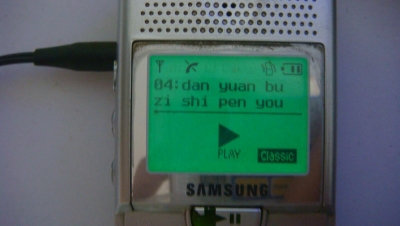 04:dan yuan bu
zi shi pen you
PLAY
Classic
SAMSUNG